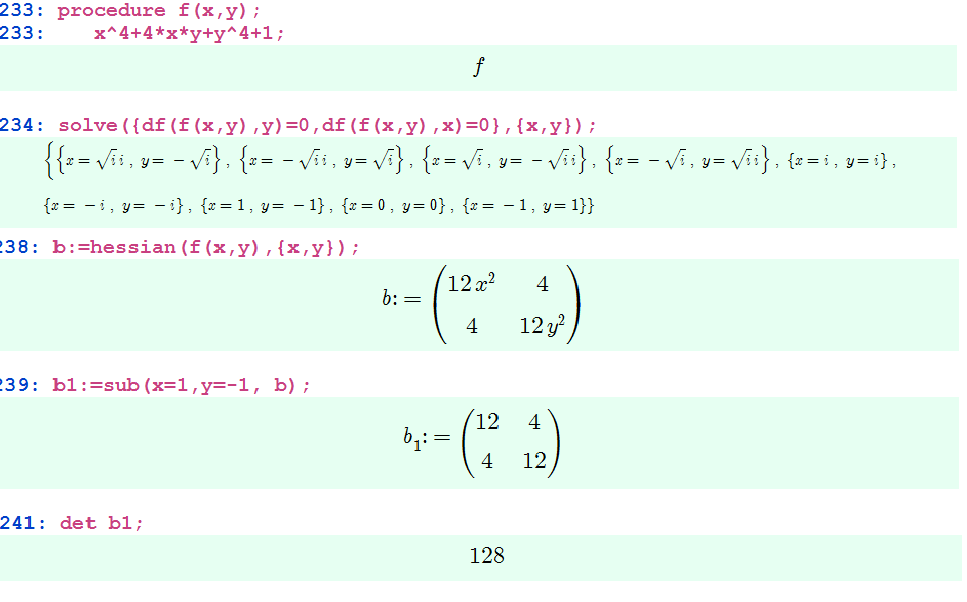 233: procedure f(x,y);
233:    x^4+4*x*y+y^4+1;
f
234: solve({df(f(x,y),y)=0,df(f(x,y),x)=0},{x,y});
{{x = √i i , y = − √i} , {x = − √i i , y = √i} , {x = √i , y = − √i i} , {x = − √i , y = √i i} , {x = i , y = i} ,
{x = − i , y = − i} , {x = 1 , y = − 1} , {x = 0 , y = 0} , {x = − 1 , y = 1}}
238: b:=hessian(f(x,y),{x,y});
b: = (12 x² 4
4 12 y²)
239: b1:=sub(x=1,y=-1, b);
b₁: = (12 4
4 12)
241: det b1;
128